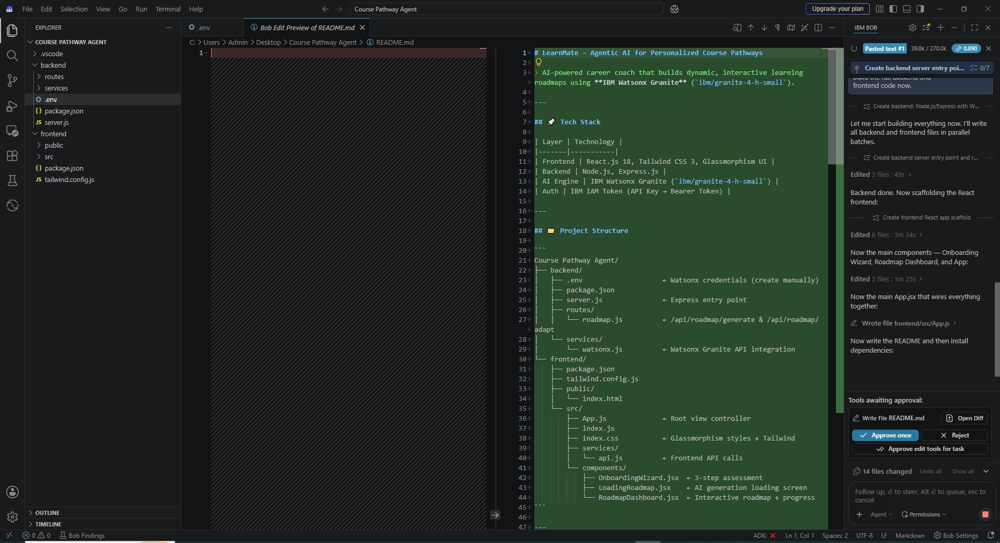 File Edit Selection View Go Run Terminal Help
Course Pathway Agent
Upgrade your plan
EXPLORER
COURSE PATHWAY AGENT
.vscode
backend
routes
services
.env
package.json
server.js
frontend
public
src
package.json
tailwind.config.js
OUTLINE
TIMELINE
.env
Bob Edit Preview of README.md
C: > Users > Admin > Desktop > Course Pathway Agent > README.md
1−
1+ # LearnMate – Agentic AI for Personalized Course Pathways
2+
3+ > AI-powered career coach that builds dynamic, interactive learning
+ roadmaps using **IBM Watsonx Granite** (`ibm/granite-4-h-small`).
4+
5+ ---
6+
7+ ## 🚀 Tech Stack
8+
9+ | Layer | Technology |
10+ |-------|-----------|
11+ | Frontend | React.js 18, Tailwind CSS 3, Glassmorphism UI |
12+ | Backend | Node.js, Express.js |
13+ | AI Engine | IBM Watsonx Granite (`ibm/granite-4-h-small`) |
14+ | Auth | IBM IAM Token (API Key → Bearer Token) |
15+
16+ ---
17+
18+ ## 📁 Project Structure
19+
20+ ```
21+ Course Pathway Agent/
22+ ├── backend/
23+ │   ├── .env                    ← Watsonx credentials (create manually)
24+ │   ├── package.json
25+ │   ├── server.js               ← Express entry point
26+ │   ├── routes/
27+ │   │   └── roadmap.js          ← /api/roadmap/generate & /api/roadmap/
+ adapt
28+ │   └── services/
29+ │       └── watsonx.js          ← Watsonx Granite API integration
30+ └── frontend/
31+     ├── package.json
32+     ├── tailwind.config.js
33+     ├── public/
34+     │   └── index.html
35+     └── src/
36+         ├── App.js              ← Root view controller
37+         ├── index.js
38+         ├── index.css           ← Glassmorphism styles + Tailwind
39+         ├── services/
40+         │   └── api.js          ← Frontend API calls
41+         └── components/
42+             ├── OnboardingWizard.jsx  ← 3-step assessment
43+             ├── LoadingRoadmap.jsx    ← AI generation loading screen
44+             └── RoadmapDashboard.jsx  ← Interactive roadmap + progress
45+ ```
46+
47+ ---
IBM BOB
Pasted text #1 39.8k / 270.0k 0.890
Create backend server entry poi... 0/7
build the full backend and
frontend code now.
Create backend: Node.js/Express with W...
Let me start building everything now. I'll write
all backend and frontend files in parallel
batches.
Create backend server entry point and r...
Edited 3 files : 49s >
Backend done. Now scaffolding the React
frontend:
Create frontend React app scaffold
Edited 6 files : 3m 34s >
Now the main components — Onboarding
Wizard, Roadmap Dashboard, and App:
Edited 3 files : 1m 25s >
Now the main App.jsx that wires everything
together:
Wrote file frontend/src/App.js >
Now write the README and then install
dependencies:
Tools awaiting approval:
Write File README.md Open Diff
Approve once Reject
Approve edit tools for task
14 files changed Undo all Show all
Follow up, ⏎ to steer, Alt ⏎ to queue, esc to
cancel
Agent Permissions
0 0 Bob Findings
ADK: ❌ Ln 1, Col 1 Spaces: 2 UTF-8 LF Markdown Bob Settings